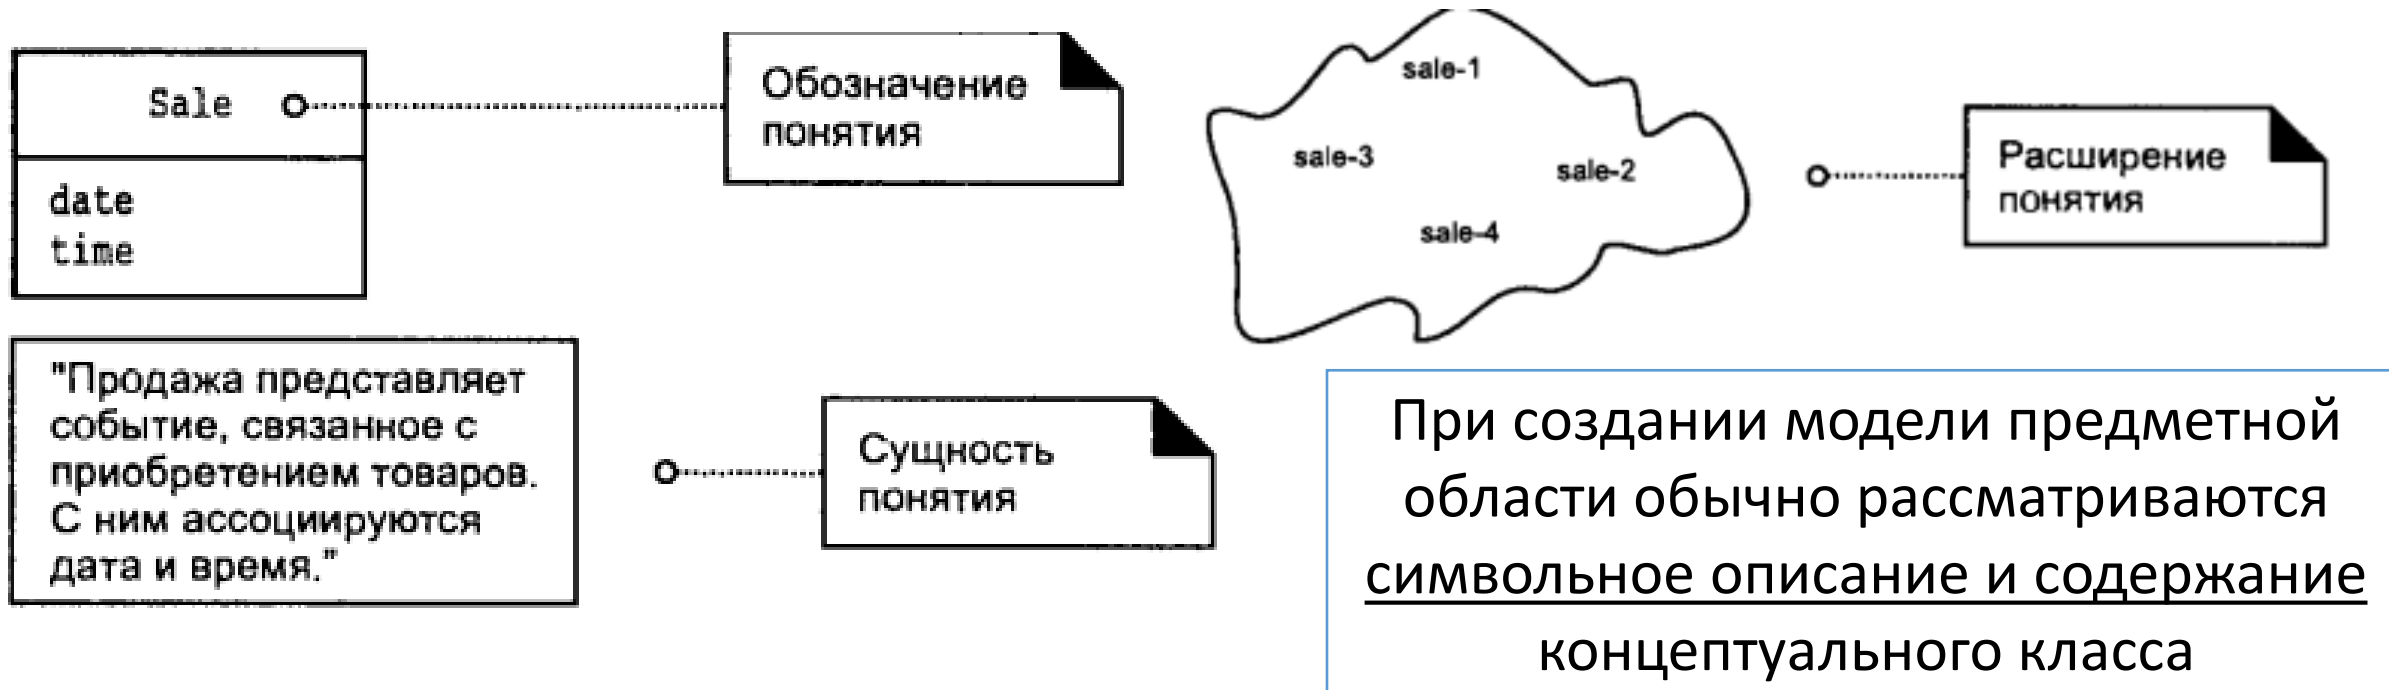 Sale
date
time
Обозначение
понятия
sale-1
sale-3
sale-2
sale-4
Расширение
понятия
"Продажа представляет
событие, связанное с
приобретением товаров.
С ним ассоциируются
дата и время."
Сущность
понятия
При создании модели предметной
области обычно рассматриваются
символьное описание и содержание
концептуального класса